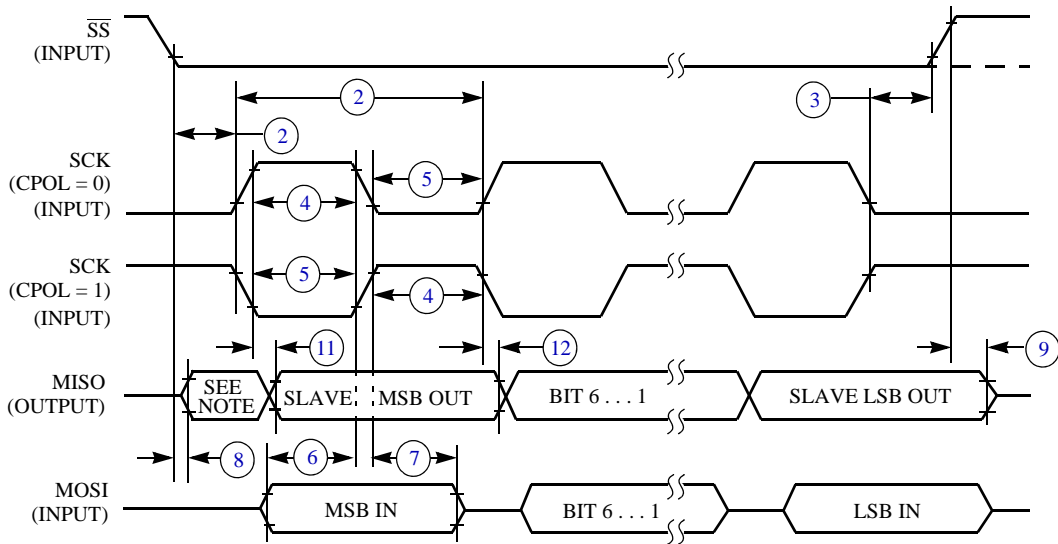 SS
(INPUT)
2
3
2
SCK
(CPOL = 0)
(INPUT)
5
4
SCK
(CPOL = 1)
(INPUT)
5
4
11
12
9
MISO
(OUTPUT)
SEE
NOTE
SLAVE
MSB OUT
BIT 6 . . . 1
SLAVE LSB OUT
8
6
7
MOSI
(INPUT)
MSB IN
BIT 6 . . . 1
LSB IN